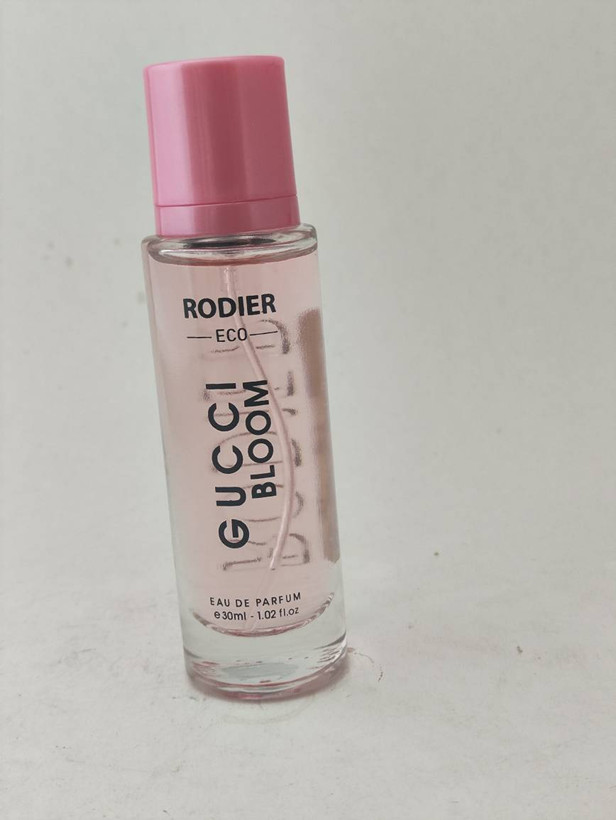 RODIER
ECO
GUCCI
BLOOM
EAU DE PARFUM
e30ml - 1.02 fl.oz